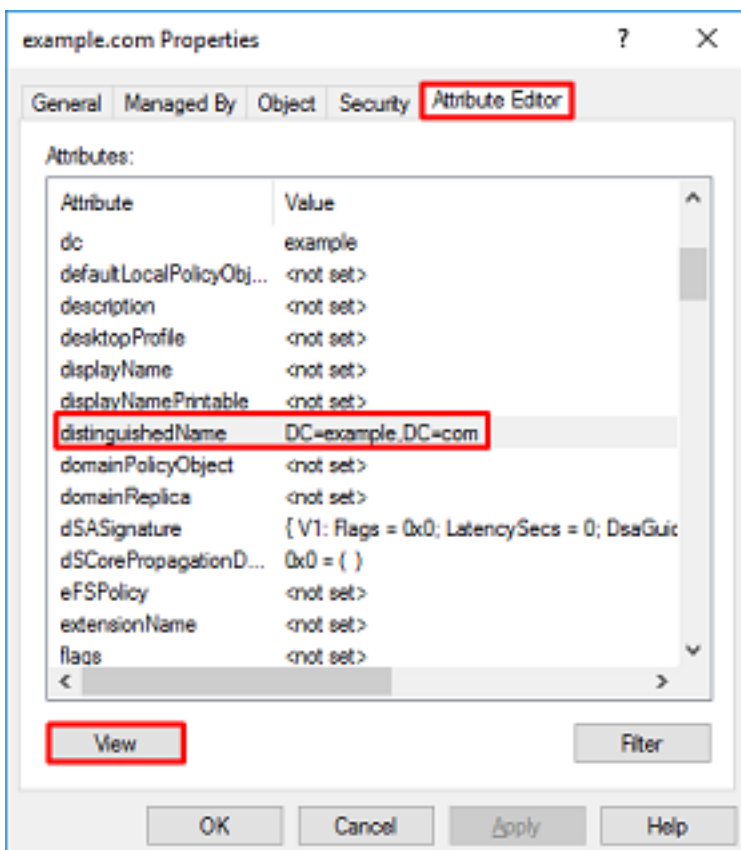 example.com Properties ? ×
General Managed By Object Security Attribute Editor
Attributes:
Attribute Value
dc example
defaultLocalPolicyObj... <not set>
description <not set>
desktopProfile <not set>
displayName <not set>
displayNamePrintable <not set>
distinguishedName DC=example,DC=com
domainPolicyObject <not set>
domainReplica <not set>
dSASignature { V1: Flags = 0x0; LatencySecs = 0; DsaGuid
dSCorePropagationD... 0x0 = ( )
eFSPolicy <not set>
extensionName <not set>
flags <not set>
View Filter
OK Cancel Apply Help